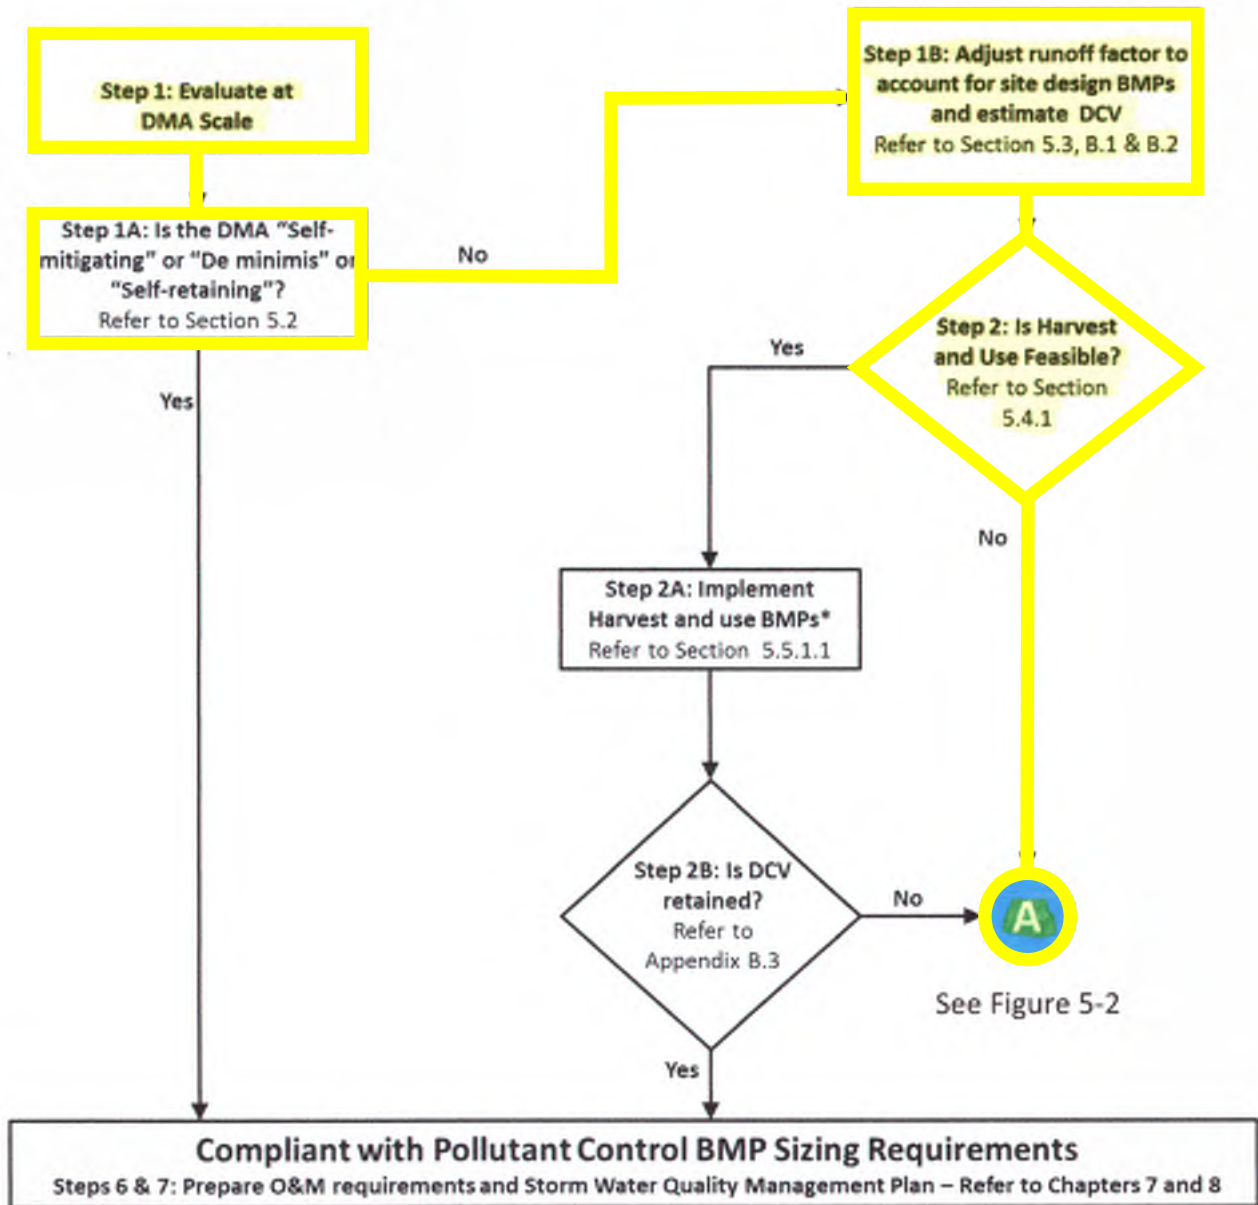 Step 1: Evaluate at
DMA Scale
Step 1B: Adjust runoff factor to
account for site design BMPs
and estimate DCV
Refer to Section 5.3, B.1 & B.2
Step 1A: Is the DMA "Self-
mitigating" or "De minimis" or
"Self-retaining"?
Refer to Section 5.2
No
Yes
Step 2: Is Harvest
and Use Feasible?
Refer to Section
5.4.1
Yes
No
Step 2A: Implement
Harvest and use BMPs*
Refer to Section 5.5.1.1
Step 2B: Is DCV
retained?
Refer to
Appendix B.3
No
A
See Figure 5-2
Yes
Compliant with Pollutant Control BMP Sizing Requirements
Steps 6 & 7: Prepare O&M requirements and Storm Water Quality Management Plan – Refer to Chapters 7 and 8